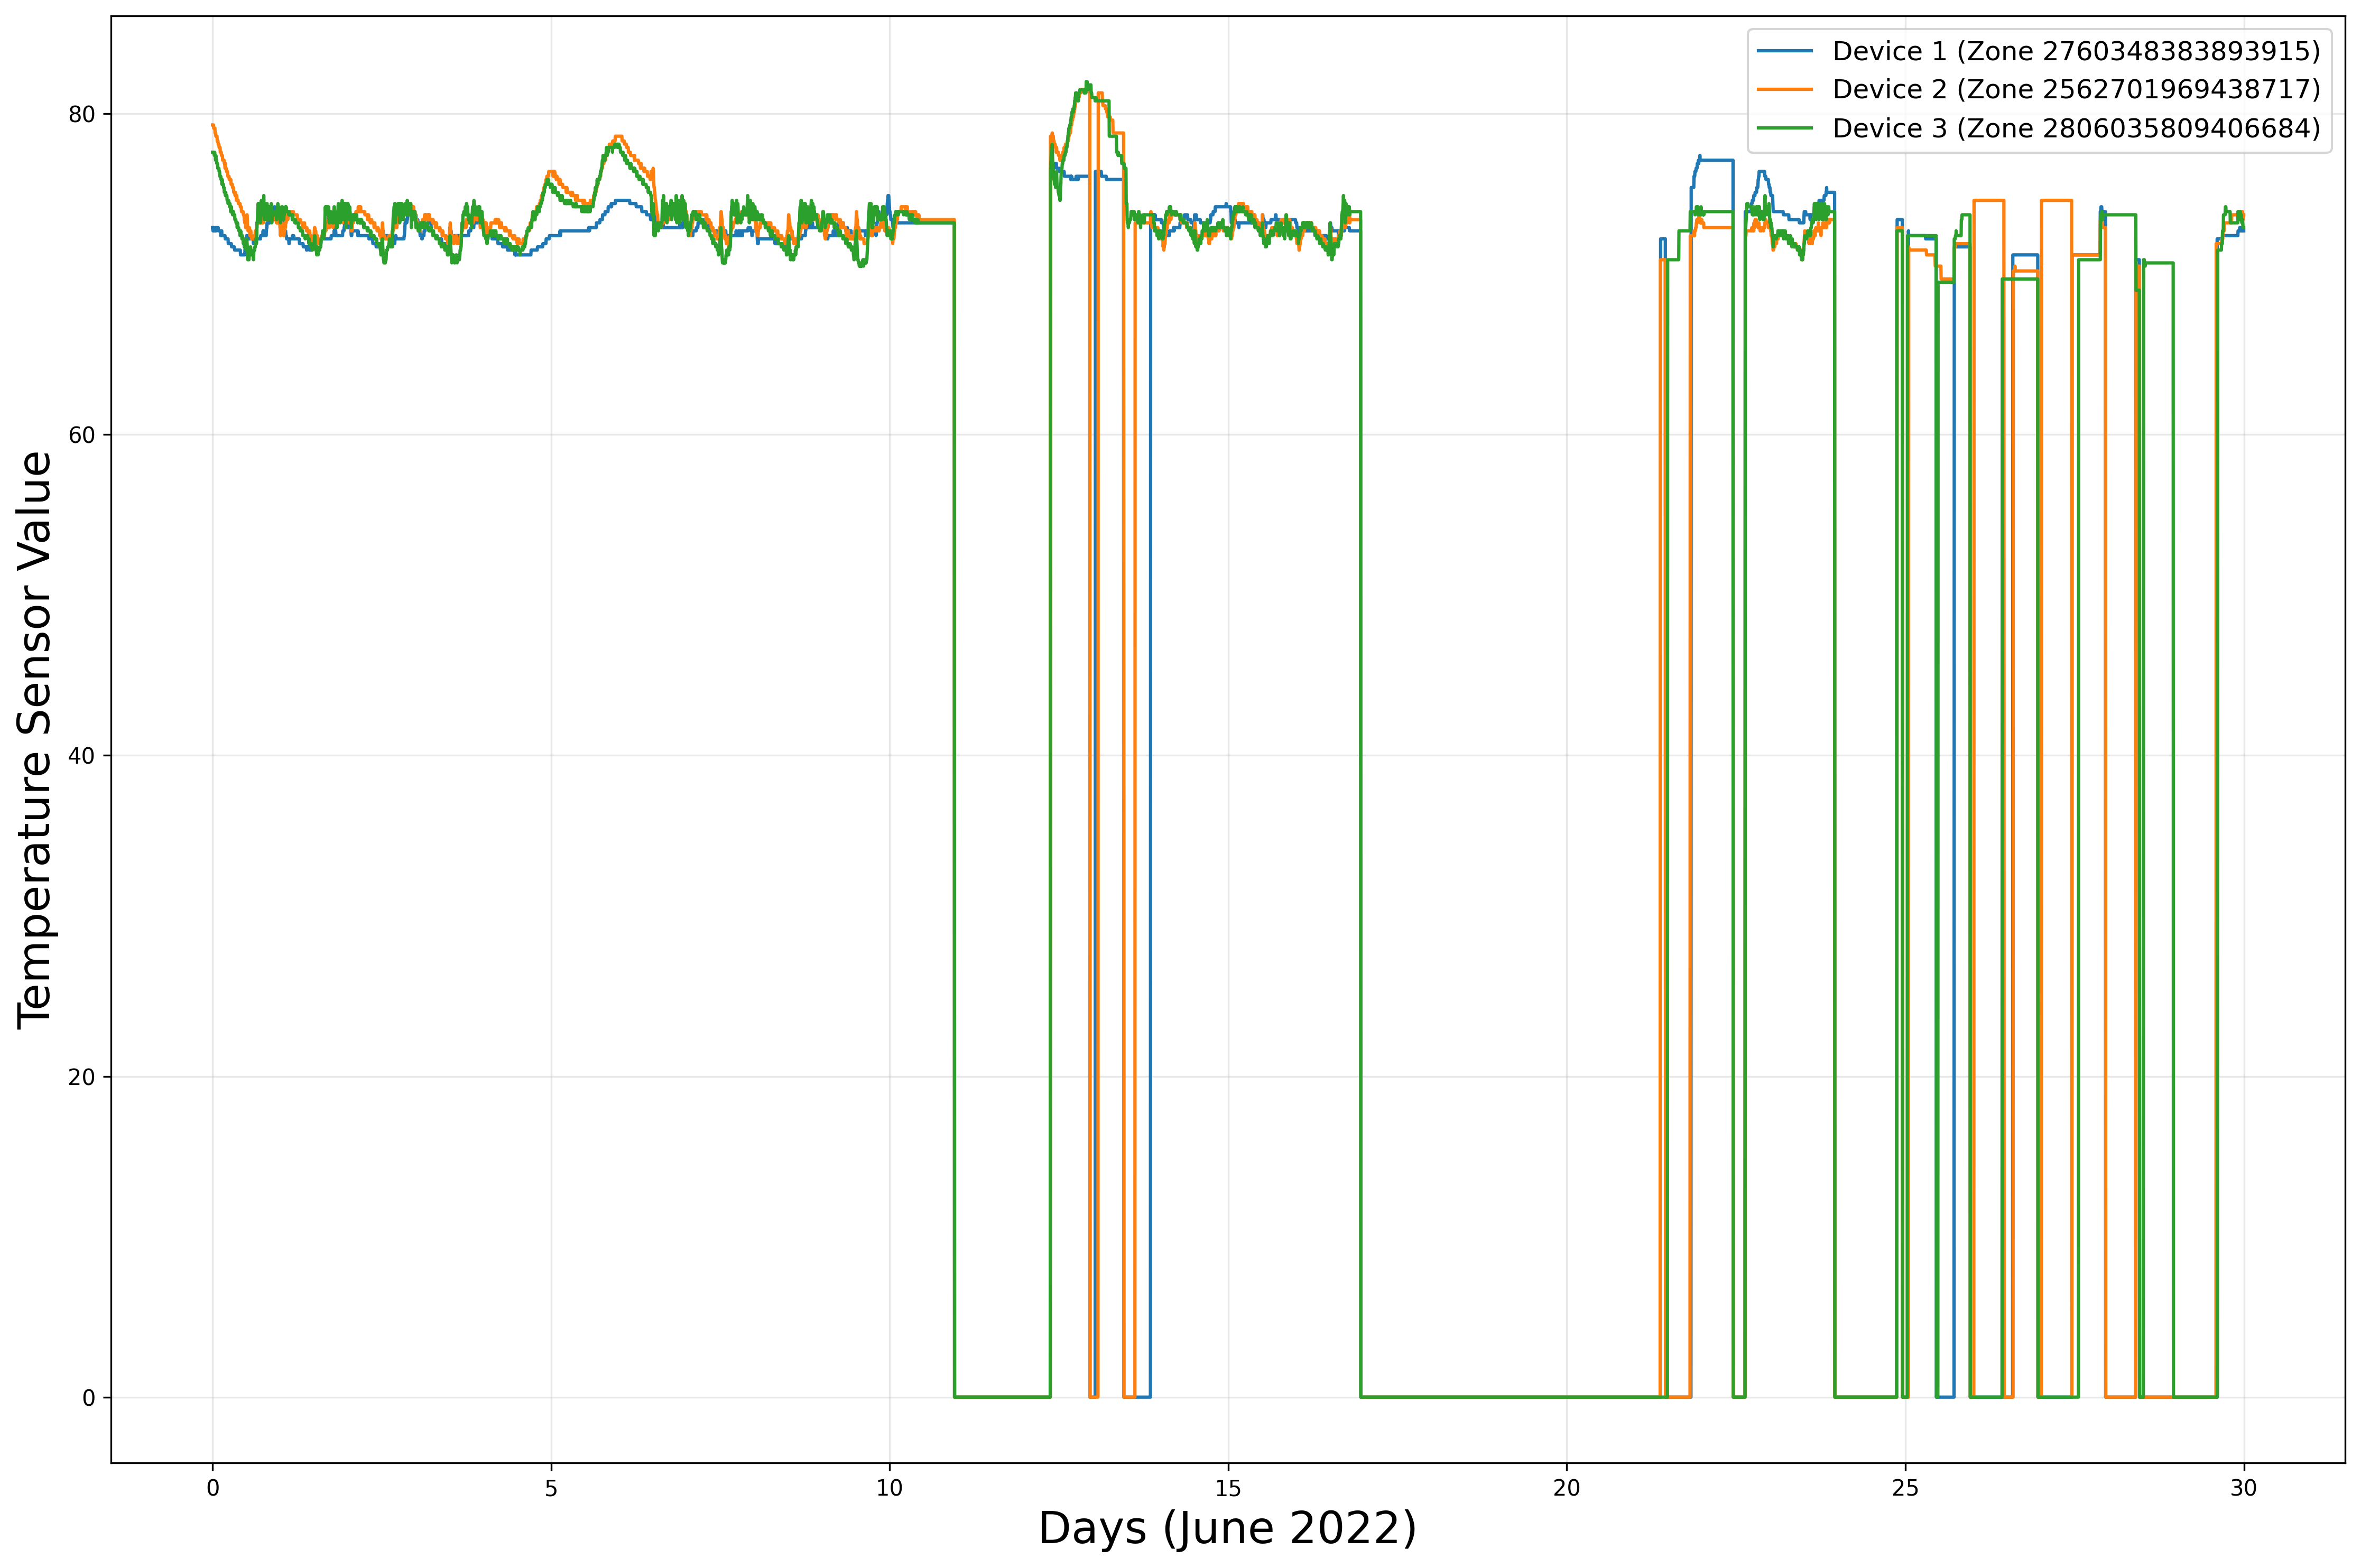 Device 1 (Zone 2760348383893915)
Device 2 (Zone 2562701969438717)
Device 3 (Zone 2806035809406684)
Temperature Sensor Value
80
60
40
20
0
0 5 10 15 20 25 30
Days (June 2022)